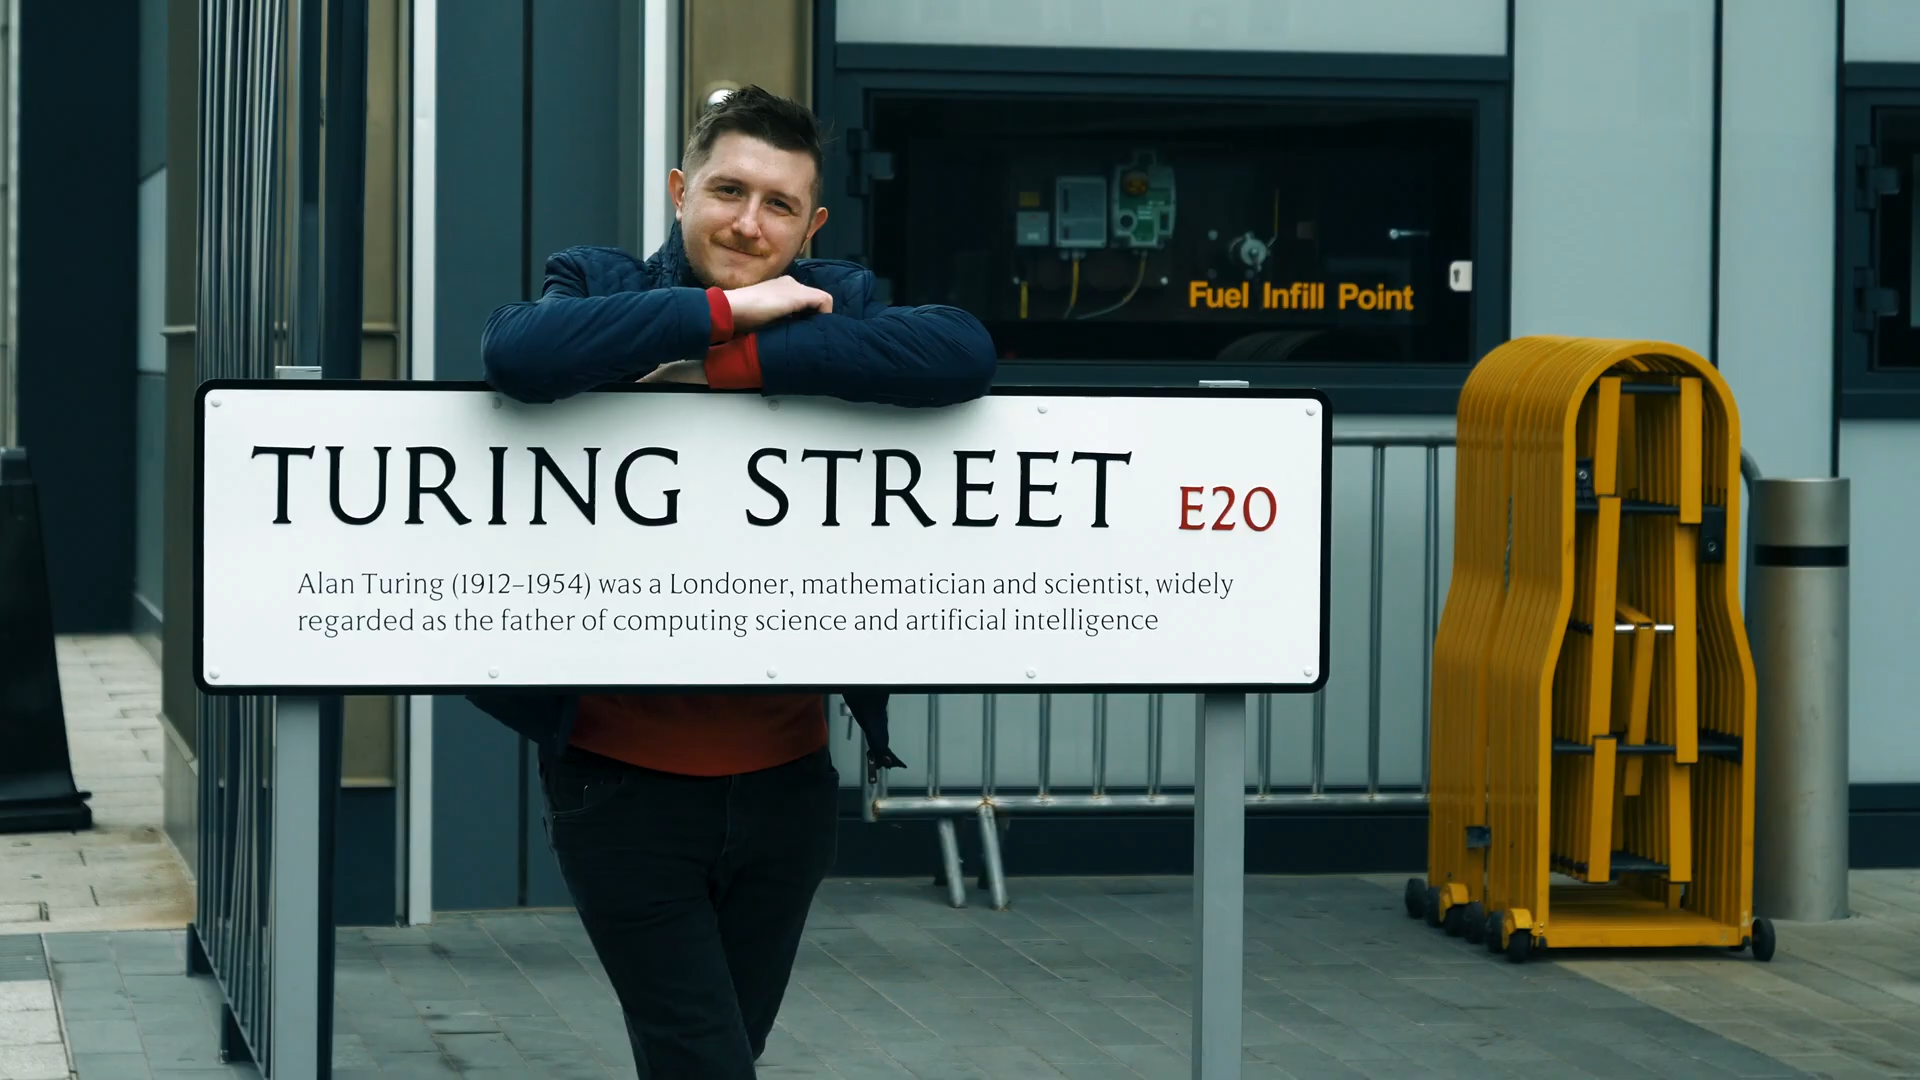 Fuel Infill Point
TURING STREET E20
Alan Turing (1912–1954) was a Londoner, mathematician and scientist, widely
regarded as the father of computing science and artificial intelligence